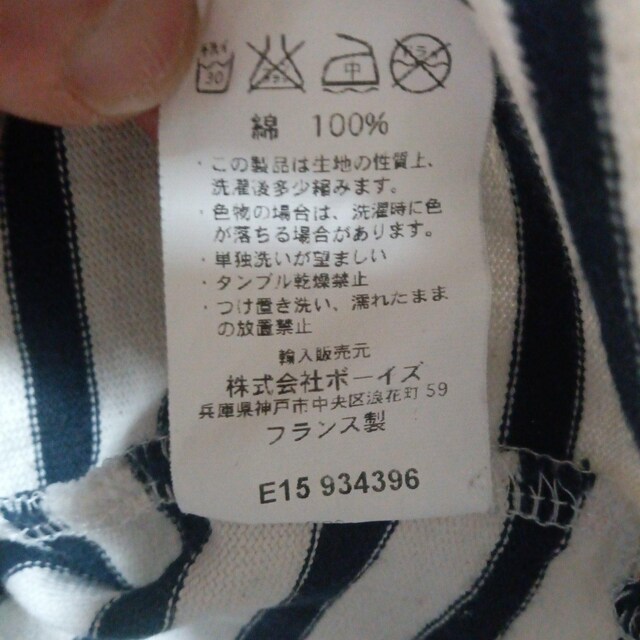 30
中
綿 100%
・この製品は生地の性質上、
洗濯後多少縮みます。
・色物の場合は、洗濯時に色
が落ちる場合があります。
・単独洗いが望ましい
・タンブル乾燥禁止
・つけ置き洗い、濡れたまま
の放置禁止
輸入販売元
株式会社ボーイズ
兵庫県神戸市中央区浪花町 59
フランス製
E15 934396